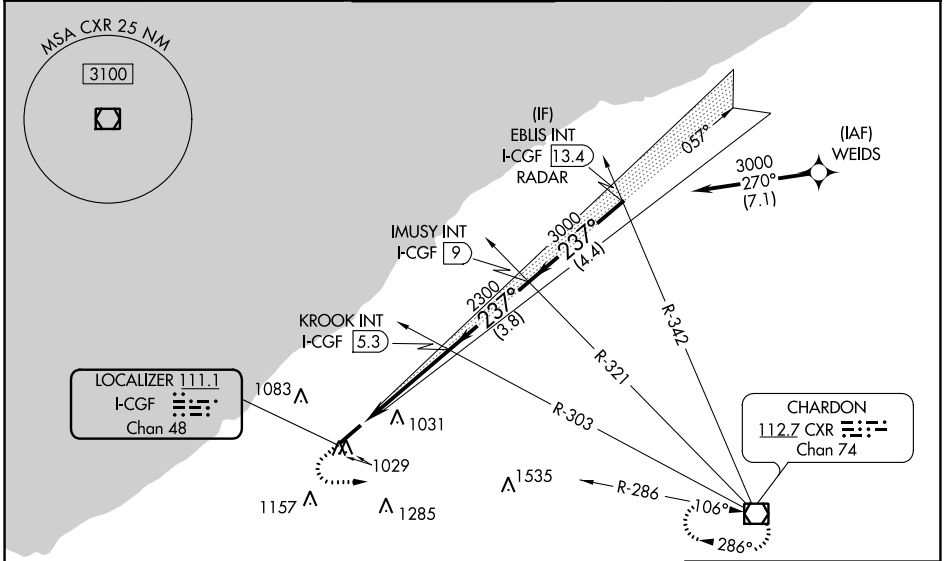 MSA CXR 25 NM
3100
(IF)
EBLIS INT
I-CGF 13.4
RADAR
057°
(IAF)
WEIDS
3000
270°
(7.1)
IMUSY INT
I-CGF 9
3000
237°
(4.4)
KROOK INT
I-CGF 5.3
2300
237°
(3.8)
R-342
R-321
R-303
LOCALIZER 111.1
I-CGF
Chan 48
1083
1031
1029
1157
1285
1535
R-286
106°
286°
CHARDON
112.7 CXR
Chan 74